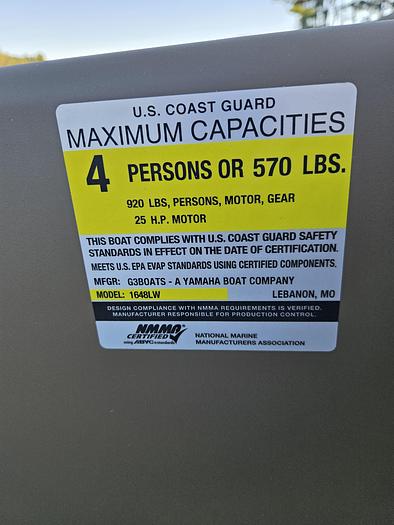 U.S. COAST GUARD
MAXIMUM CAPACITIES
4 PERSONS OR 570 LBS.
920 LBS, PERSONS, MOTOR, GEAR
25 H.P. MOTOR
THIS BOAT COMPLIES WITH U.S. COAST GUARD SAFETY
STANDARDS IN EFFECT ON THE DATE OF CERTIFICATION.
MEETS U.S. EPA EVAP STANDARDS USING CERTIFIED COMPONENTS.
MFGR: G3BOATS - A YAMAHA BOAT COMPANY
MODEL: 1648LW LEBANON, MO
DESIGN COMPLIANCE WITH NMMA REQUIREMENTS IS VERIFIED.
MANUFACTURER RESPONSIBLE FOR PRODUCTION CONTROL.
NMMA
CERTIFIED
using ABYC standards
NATIONAL MARINE
MANUFACTURERS ASSOCIATION